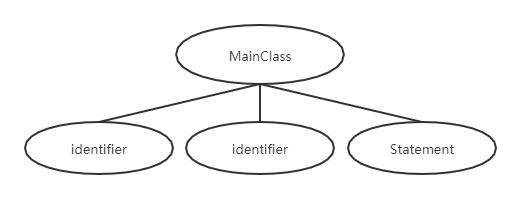 MainClass
identifier
identifier
Statement